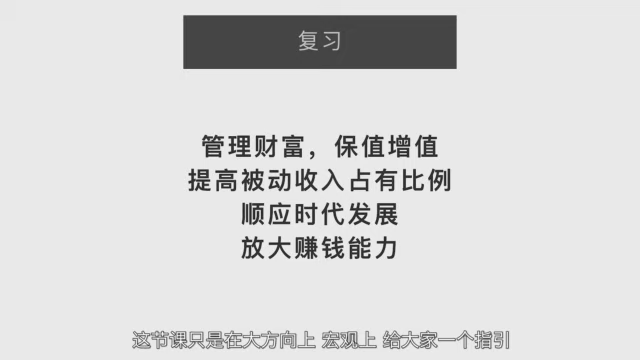 复习
管理财富，保值增值
提高被动收入占有比例
顺应时代发展
放大赚钱能力
这节课只是在大方向上 宏观上 给大家一个指引